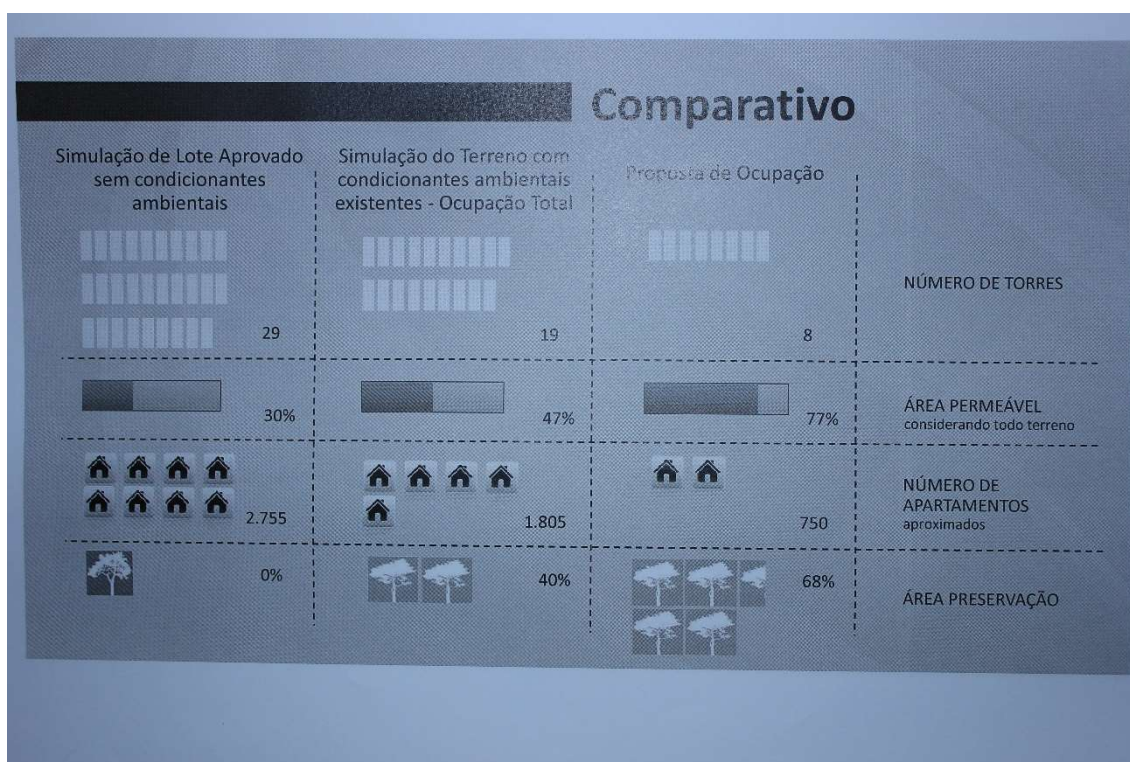 Comparativo
Simulação de Lote Aprovado
sem condicionantes
ambientais
Simulação do Terreno com
condicionantes ambientais
existentes - Ocupação Total
Proposta de Ocupação
29
19
8
NÚMERO DE TORRES
30%
47%
77%
ÁREA PERMEÁVEL
considerando todo terreno
2.755
1.805
750
NÚMERO DE
APARTAMENTOS
aproximados
0%
40%
68%
ÁREA PRESERVAÇÃO